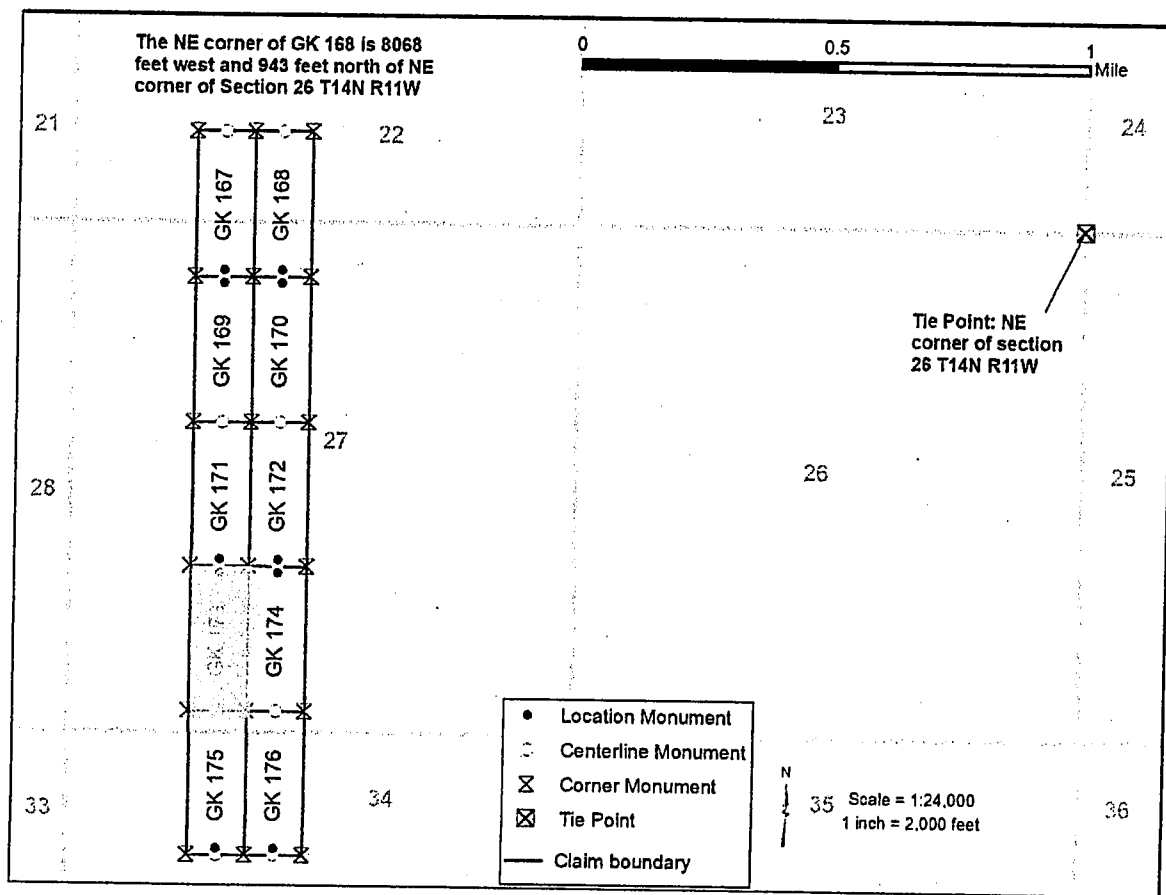 The NE corner of GK 168 is 8068
feet west and 943 feet north of NE
corner of Section 26 T14N R11W
0
0.5
1
Mile
21
22
23
24
GK 167
GK 168
GK 169
GK 170
Tie Point: NE
corner of section
26 T14N R11W
27
28
26
25
GK 171
GK 172
GK 173
GK 174
Location Monument
Centerline Monument
Corner Monument
Tie Point
Claim boundary
GK 175
GK 176
33
34
N
35
36
Scale = 1:24,000
1 inch = 2,000 feet